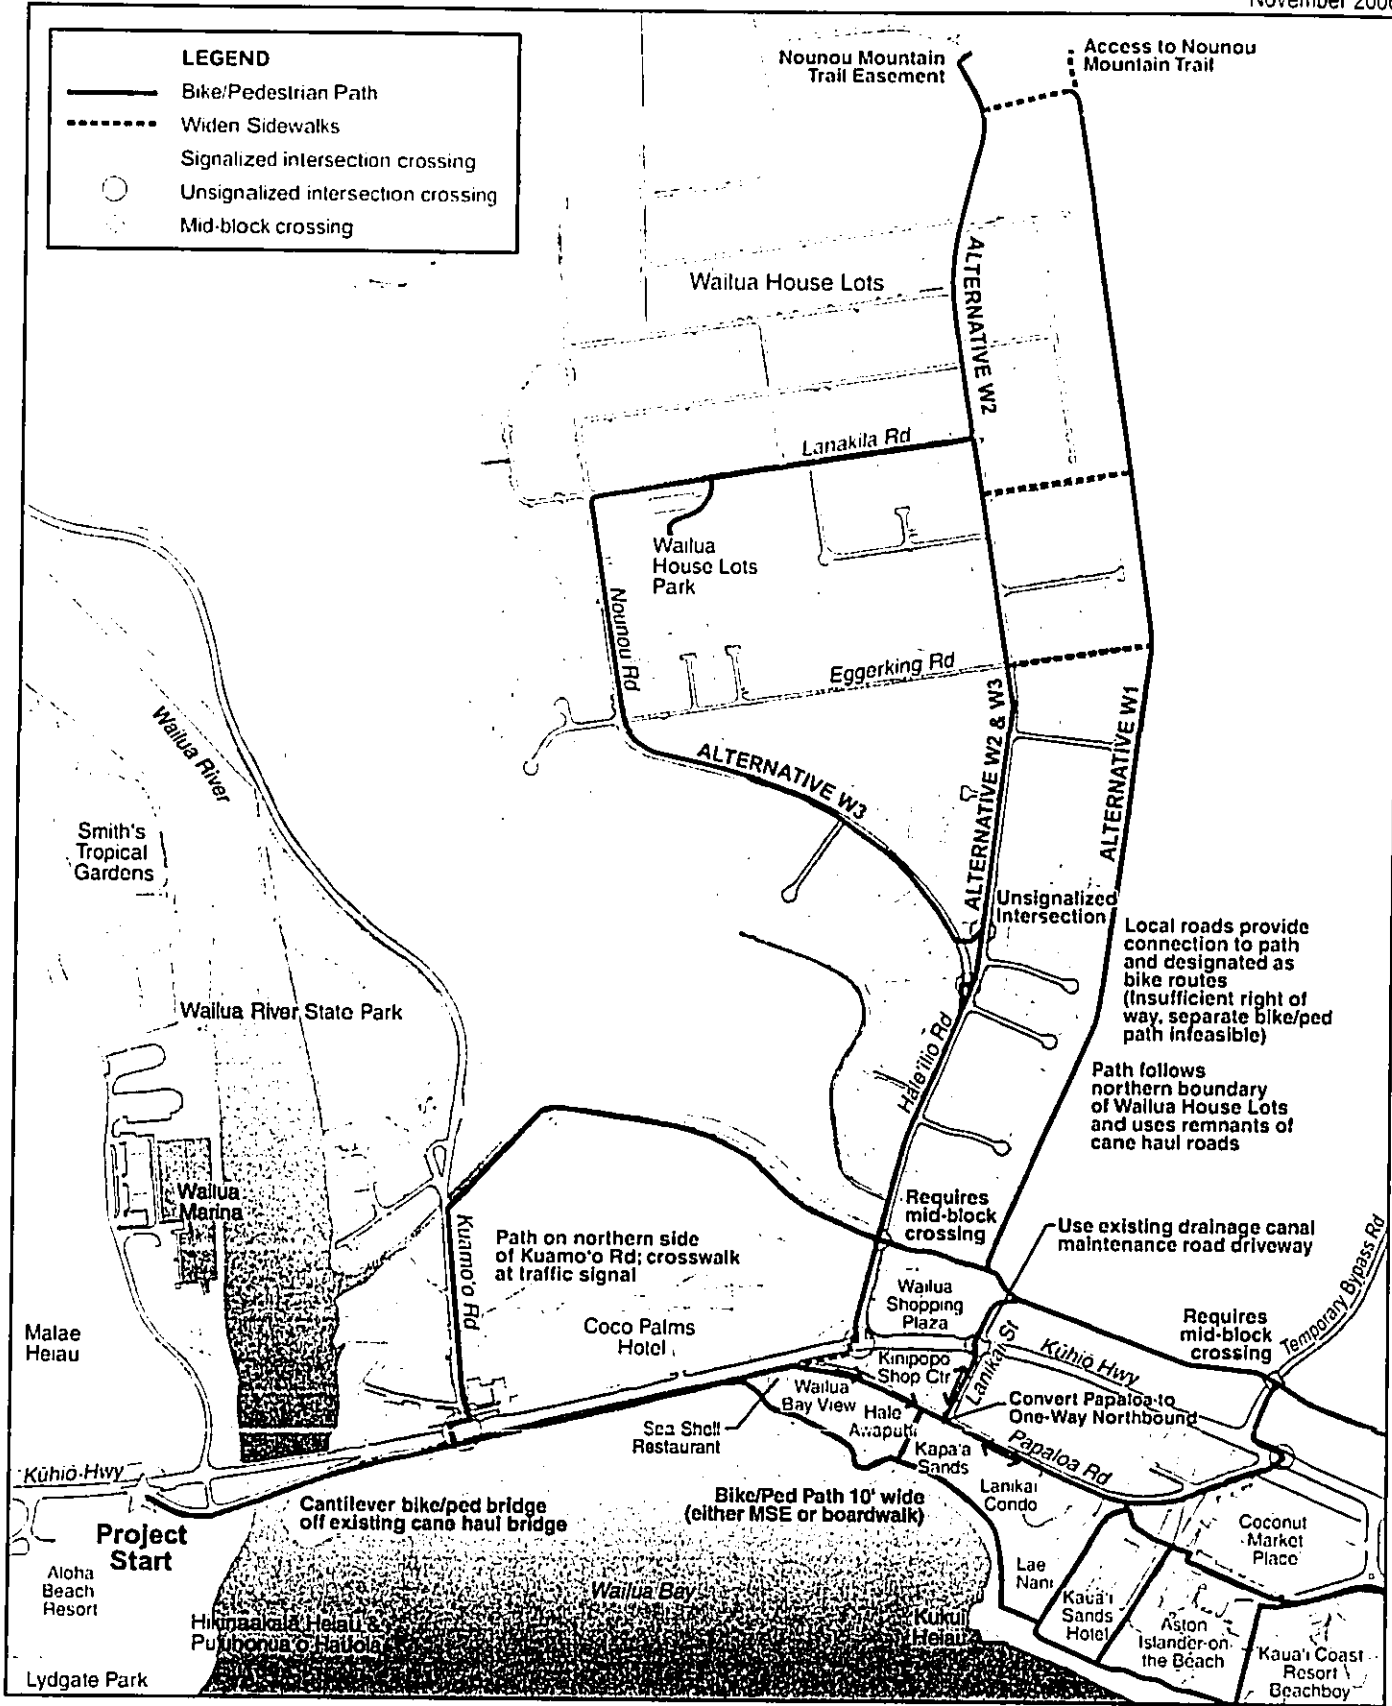 November 2006
LEGEND
Bike/Pedestrian Path
Widen Sidewalks
Signalized intersection crossing
Unsignalized intersection crossing
Mid-block crossing
Nounou Mountain
Trail Easement
Access to Nounou
Mountain Trail
Wailua House Lots
ALTERNATIVE W2
Lanakila Rd
Wailua
House Lots
Park
Nounou Rd
Eggerking Rd
ALTERNATIVE W2 & W3
ALTERNATIVE W1
ALTERNATIVE W3
Wailua River
Smith's
Tropical
Gardens
Unsignalized
Intersection
Local roads provide
connection to path
and designated as
bike routes
(Insufficient right of
way, separate bike/ped
path infeasible)
Wailua River State Park
Hale'ilio Rd
Path follows
northern boundary
of Wailua House Lots
and uses remnants of
cane haul roads
Wailua
Marina
Kuamo'o Rd
Path on northern side
of Kuamo'o Rd; crosswalk
at traffic signal
Requires
mid-block
crossing
Use existing drainage canal
maintenance road driveway
Temporary Bypass Rd
Malae
Heiau
Coco Palms
Hotel
Wailua
Shopping
Plaza
Lanikai St
Kūhiō Hwy
Requires
mid-block
crossing
Kinipopo
Shop Ctr
Wailua
Bay View
Hale
Awapuhi
Convert Papaloa to
One-Way Northbound
Sea Shell
Restaurant
Kapa'a
Sands
Papaloa Rd
Kūhiō Hwy
Lanikai
Condo
Cantilever bike/ped bridge
off existing cane haul bridge
Bike/Ped Path 10' wide
(either MSE or boardwalk)
Project
Start
Coconut
Market
Place
Aloha
Beach
Resort
Wailua Bay
Lae
Nani
Hikinaakalā Heiau &
Pu'uhonua o Hauola
Kukui
Heiau
Kaua'i
Sands
Hotel
Aston
Islander on
the Beach
Kaua'i Coast
Resort
Beachboy
Lydgate Park